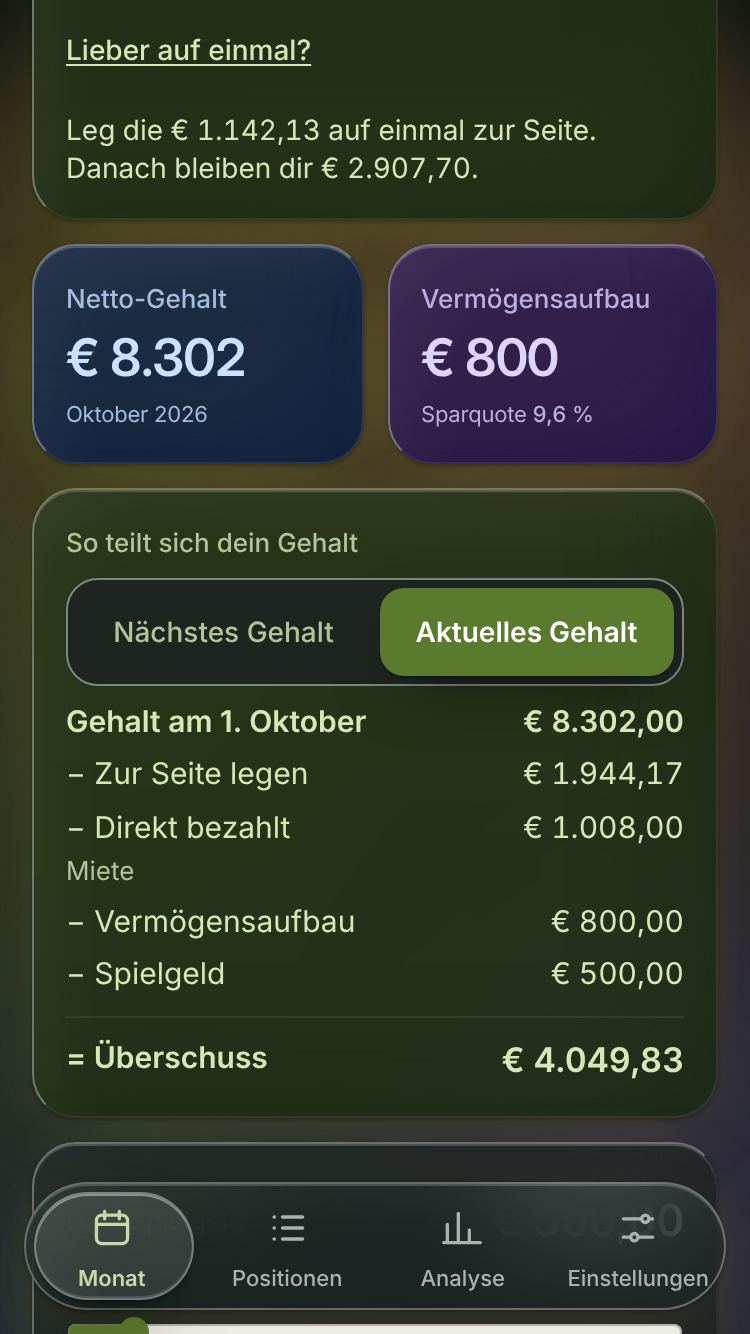 Lieber auf einmal?
Leg die € 1.142,13 auf einmal zur Seite.
Danach bleiben dir € 2.907,70.
Netto-Gehalt
€ 8.302
Oktober 2026
Vermögensaufbau
€ 800
Sparquote 9,6 %
So teilt sich dein Gehalt
Nächstes Gehalt
Aktuelles Gehalt
Gehalt am 1. Oktober € 8.302,00
– Zur Seite legen € 1.944,17
– Direkt bezahlt € 1.008,00
Miete
– Vermögensaufbau € 800,00
– Spielgeld € 500,00
= Überschuss € 4.049,83
€ 500,00
Monat
Positionen
Analyse
Einstellungen